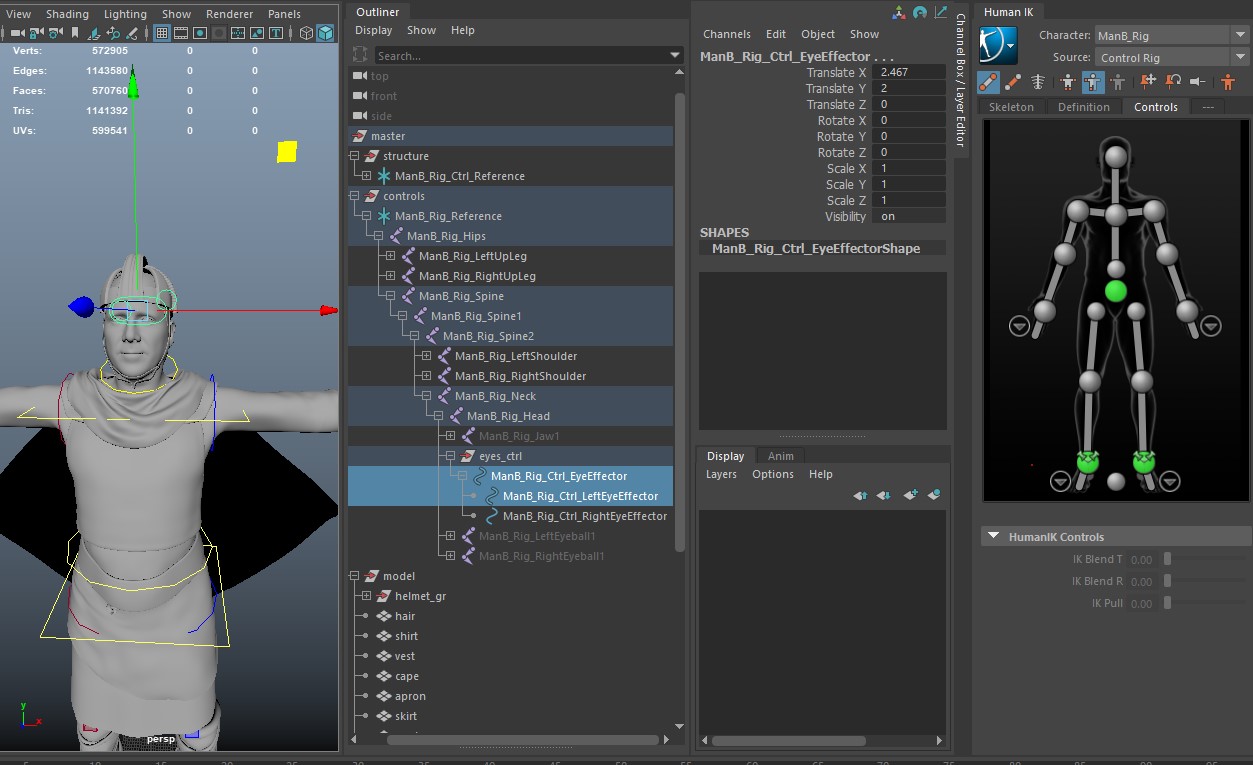 View Shading Lighting Show Renderer Panels
Verts: 572905 0 0
Edges: 1143580 0 0
Faces: 570760 0 0
Tris: 1141392 0 0
UVs: 599541 0 0
y
x
persp
Outliner
Display Show Help
Search...
top
front
side
master
structure
ManB_Rig_Ctrl_Reference
controls
ManB_Rig_Reference
ManB_Rig_Hips
ManB_Rig_LeftUpLeg
ManB_Rig_RightUpLeg
ManB_Rig_Spine
ManB_Rig_Spine1
ManB_Rig_Spine2
ManB_Rig_LeftShoulder
ManB_Rig_RightShoulder
ManB_Rig_Neck
ManB_Rig_Head
ManB_Rig_Jaw1
eyes_ctrl
ManB_Rig_Ctrl_EyeEffector
ManB_Rig_Ctrl_LeftEyeEffector
ManB_Rig_Ctrl_RightEyeEffector
ManB_Rig_LeftEyeball1
ManB_Rig_RightEyeball1
model
helmet_gr
hair
shirt
vest
cape
apron
skirt
Channels Edit Object Show
ManB_Rig_Ctrl_EyeEffector . . .
Translate X 2.467
Translate Y 2
Translate Z 0
Rotate X 0
Rotate Y 0
Rotate Z 0
Scale X 1
Scale Y 1
Scale Z 1
Visibility on
SHAPES
ManB_Rig_Ctrl_EyeEffectorShape
Display Anim
Layers Options Help
Channel Box / Layer Editor
Human IK
Character: ManB_Rig
Source: Control Rig
Skeleton Definition Controls ---
HumanIK Controls
IK Blend T 0.00
IK Blend R 0.00
IK Pull 0.00